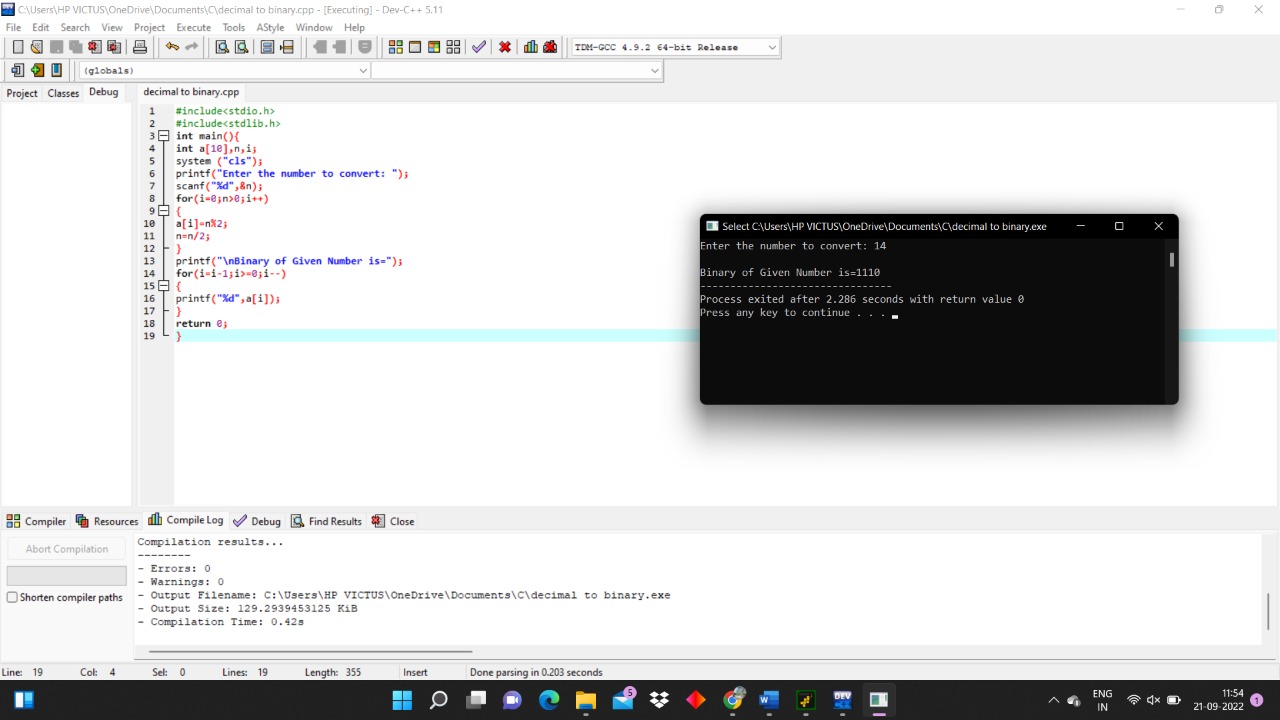 C:\Users\HP VICTUS\OneDrive\Documents\C\decimal to binary.cpp - [Executing] - Dev-C++ 5.11
File Edit Search View Project Execute Tools AStyle Window Help
TDM-GCC 4.9.2 64-bit Release
(globals)
Project Classes Debug
decimal to binary.cpp
1 #include<stdio.h>
2 #include<stdlib.h>
3 int main(){
4 int a[10],n,i;
5 system ("cls");
6 printf("Enter the number to convert: ");
7 scanf("%d",&n);
8 for(i=0;n>0;i++)
9 {
10 a[i]=n%2;
11 n=n/2;
12 }
13 printf("\nBinary of Given Number is=");
14 for(i=i-1;i>=0;i--)
15 {
16 printf("%d",a[i]);
17 }
18 return 0;
19 }
Select C:\Users\HP VICTUS\OneDrive\Documents\C\decimal to binary.exe
Enter the number to convert: 14
Binary of Given Number is=1110
--------------------------------
Process exited after 2.286 seconds with return value 0
Press any key to continue . . .
Compiler Resources Compile Log Debug Find Results Close
Abort Compilation
Shorten compiler paths
Compilation results...
--------
- Errors: 0
- Warnings: 0
- Output Filename: C:\Users\HP VICTUS\OneDrive\Documents\C\decimal to binary.exe
- Output Size: 129.2939453125 KiB
- Compilation Time: 0.42s
Line: 19 Col: 4 Sel: 0 Lines: 19 Length: 355 Insert Done parsing in 0.203 seconds
5
ENG
IN
11:54
21-09-2022
1